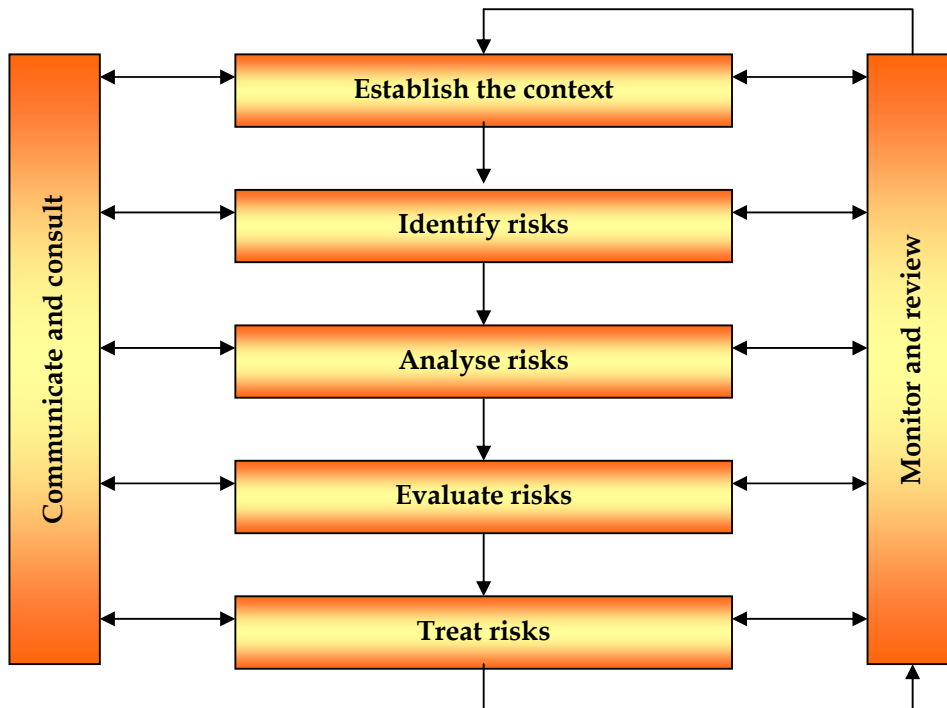 Establish the context
Communicate and consult
Identify risks
Analyse risks
Evaluate risks
Treat risks
Monitor and review